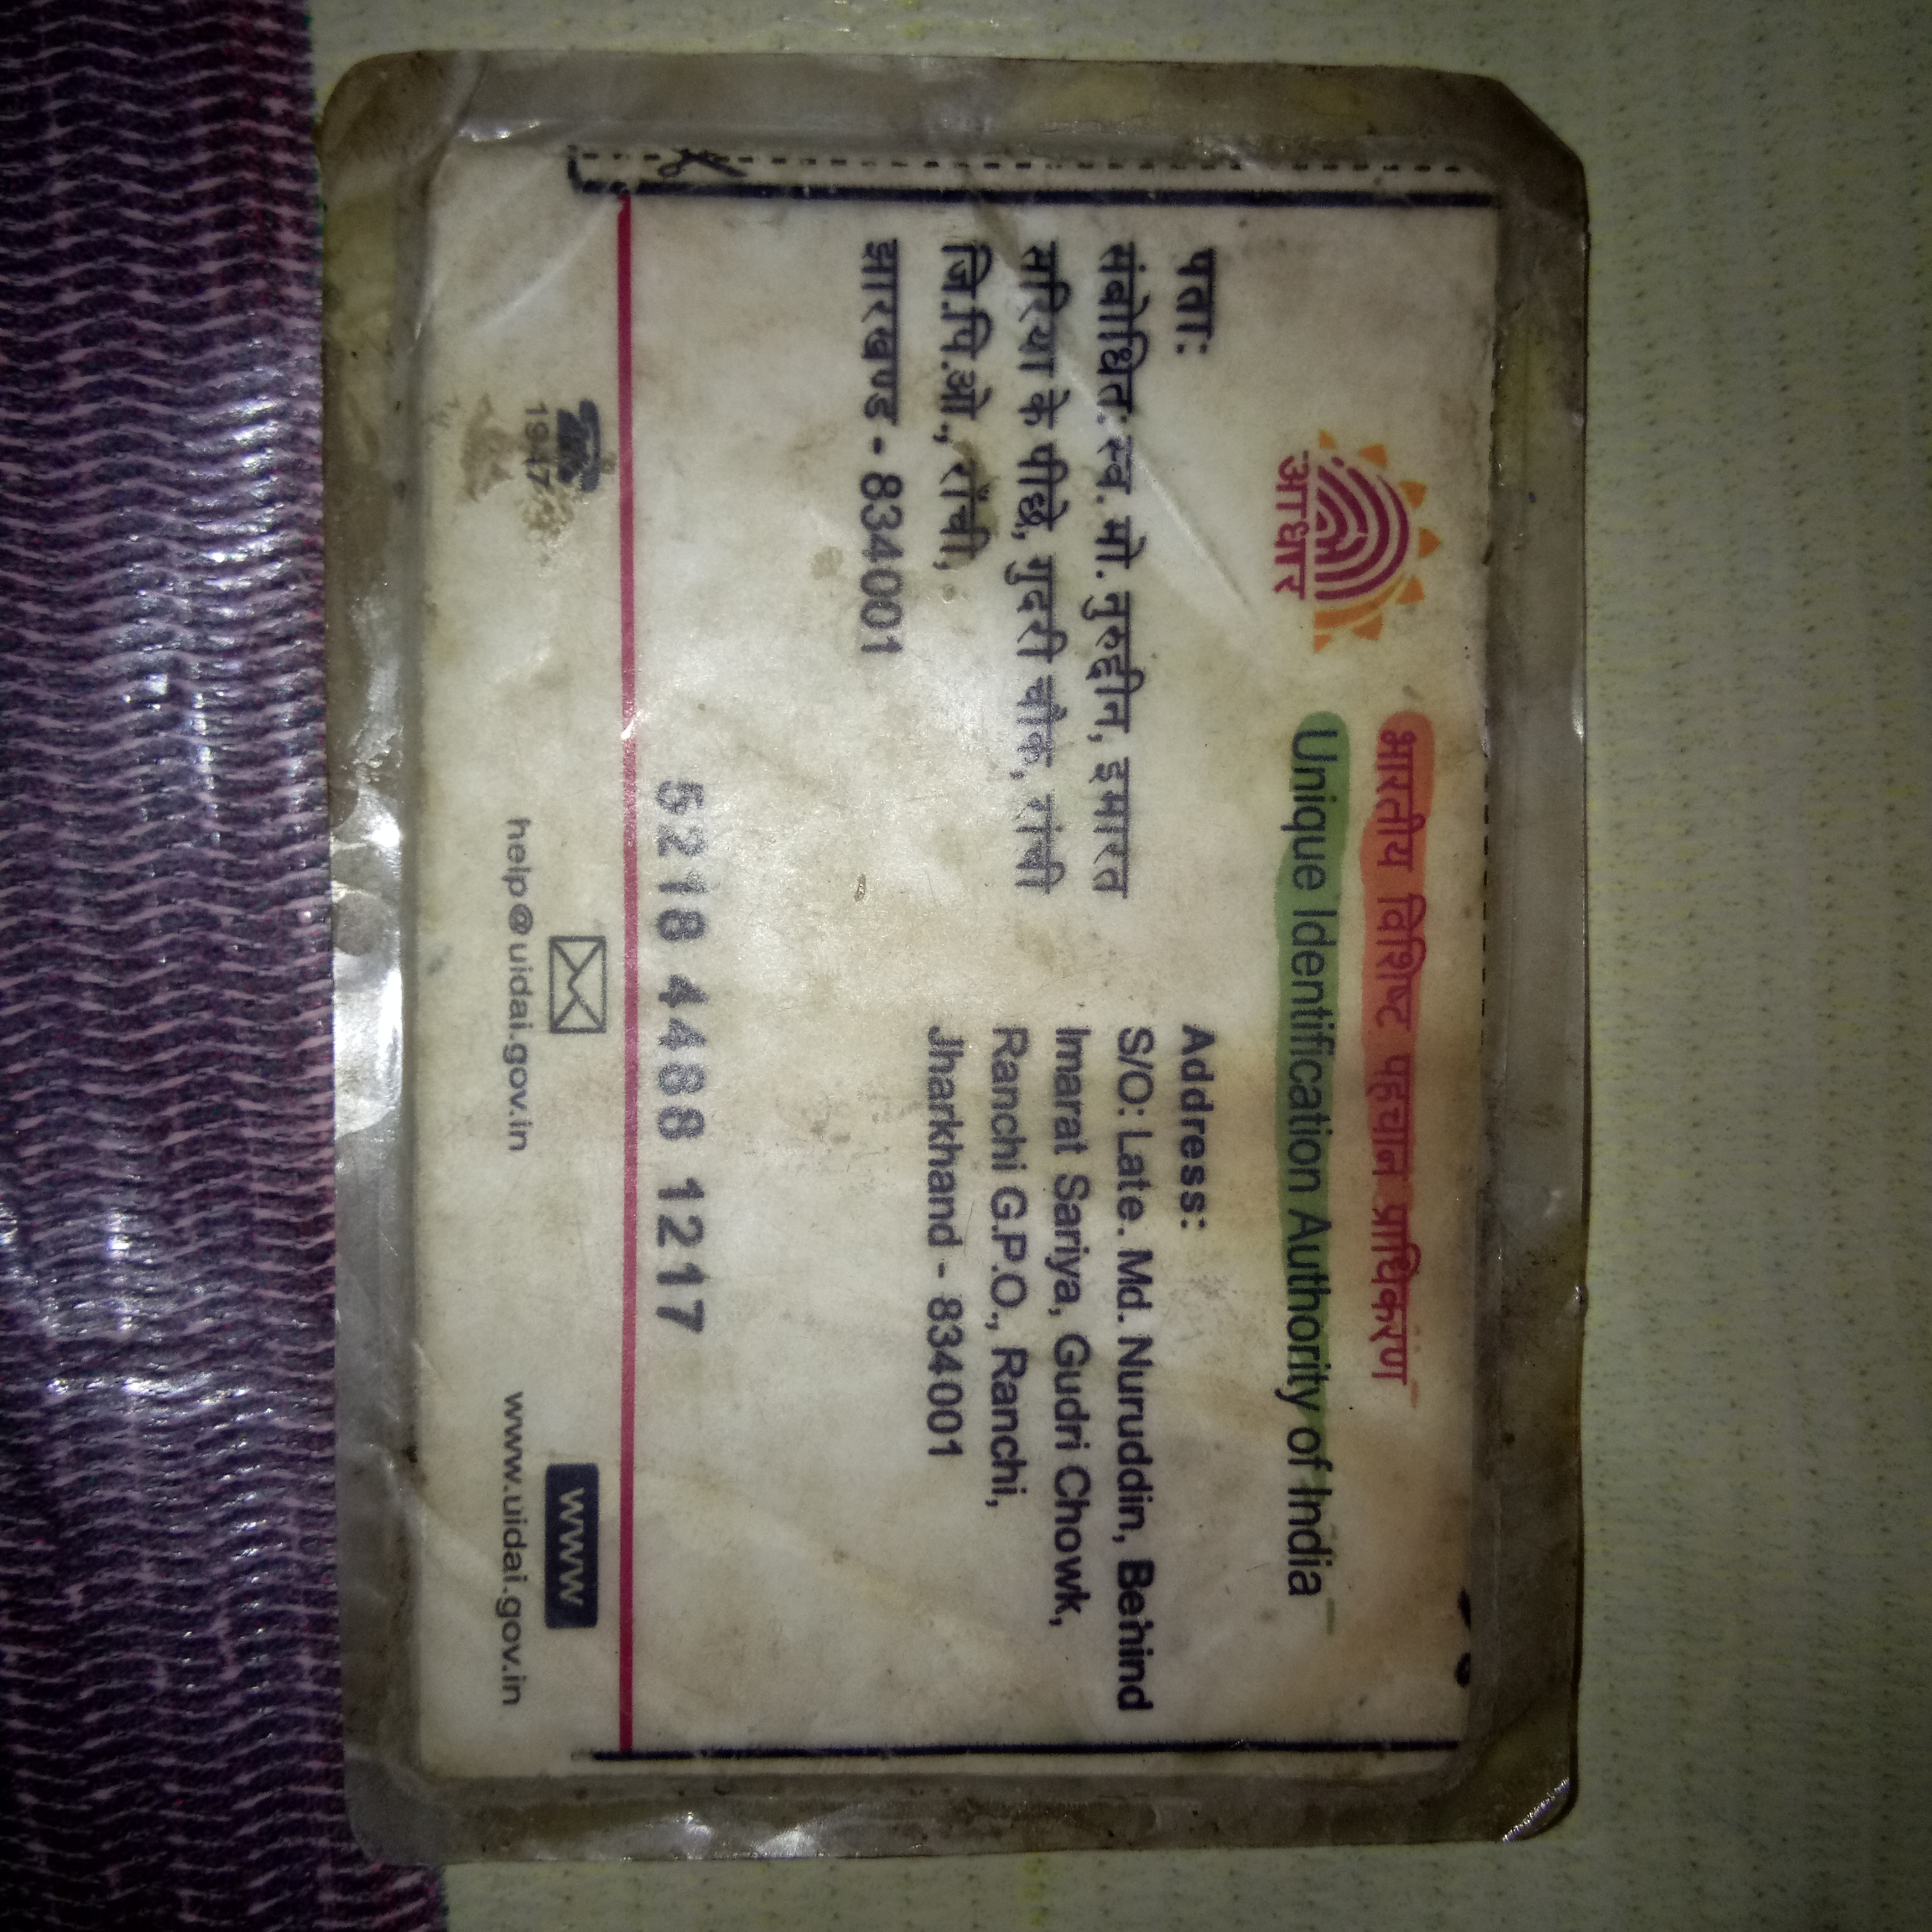 आधार
भारतीय विशिष्ट पहचान प्राधिकरण
Unique Identification Authority of India
पता:
संबोधित: स्व. मो. नुरुद्दीन, इमारत
सरिया के पीछे, गुदरी चौक, रांची
जि.पि.ओ., राँची,
झारखण्ड - 834001
Address:
S/O: Late. Md. Nuruddin, Behind
Imarat Sariya, Gudri Chowk,
Ranchi G.P.O., Ranchi,
Jharkhand - 834001
5218 4488 1217
1947
help@uidai.gov.in
www
www.uidai.gov.in